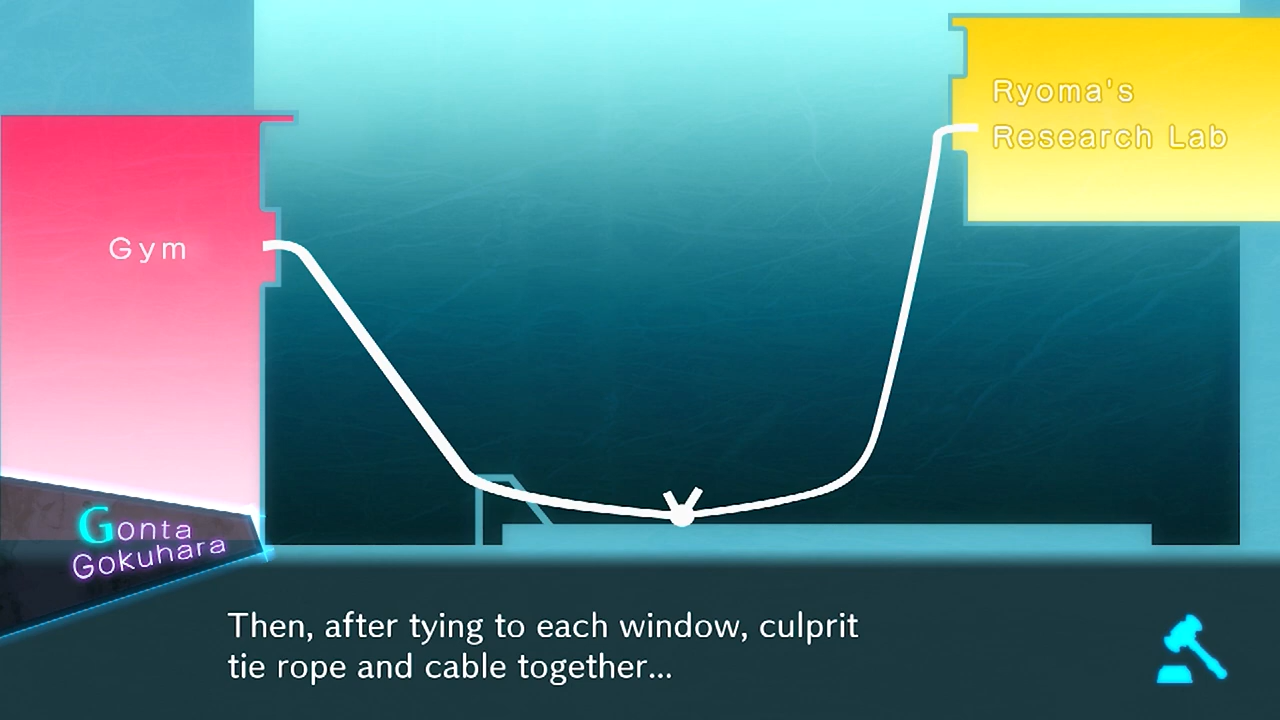 Ryoma's
Research Lab
Gym
Gonta
Gokuhara
Then, after tying to each window, culprit
tie rope and cable together...